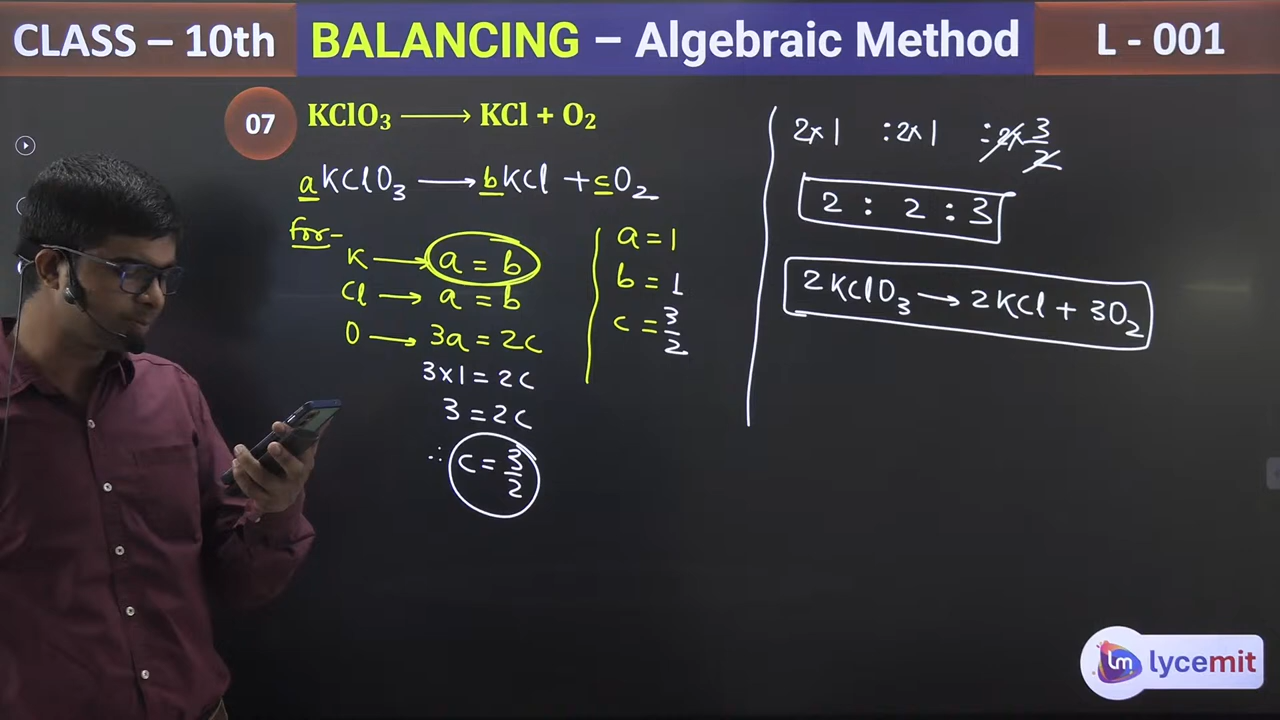 CLASS – 10th BALANCING – Algebraic Method L - 001
07 KClO₃ ⟶ KCl + O₂
aKClO₃ ⟶ bKCl + cO₂
for-
K ⟶ a = b
Cl ⟶ a = b
O ⟶ 3a = 2c
3×1 = 2c
3 = 2c
∴ c = 3/2
a = 1
b = 1
c = 3/2
2×1 : 2×1 : 2× 3/2
2 : 2 : 3
2KClO₃ ⟶ 2KCl + 3O₂
lm lycemit